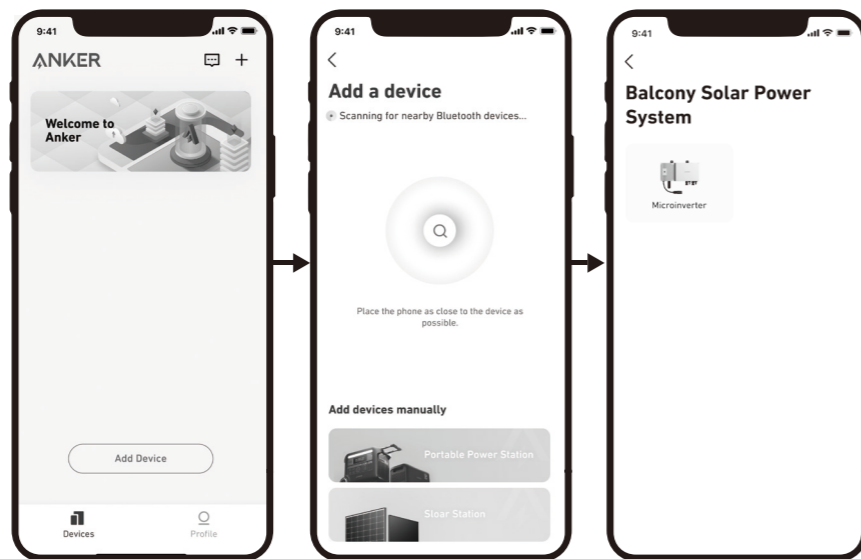 9:41
ANKER
Welcome to
Anker
Add Device
Devices
Profile
9:41
Add a device
Scanning for nearby Bluetooth devices...
Place the phone as close to the device as
possible.
Add devices manually
Portable Power Station
Sloar Station
9:41
Balcony Solar Power
System
Microinverter